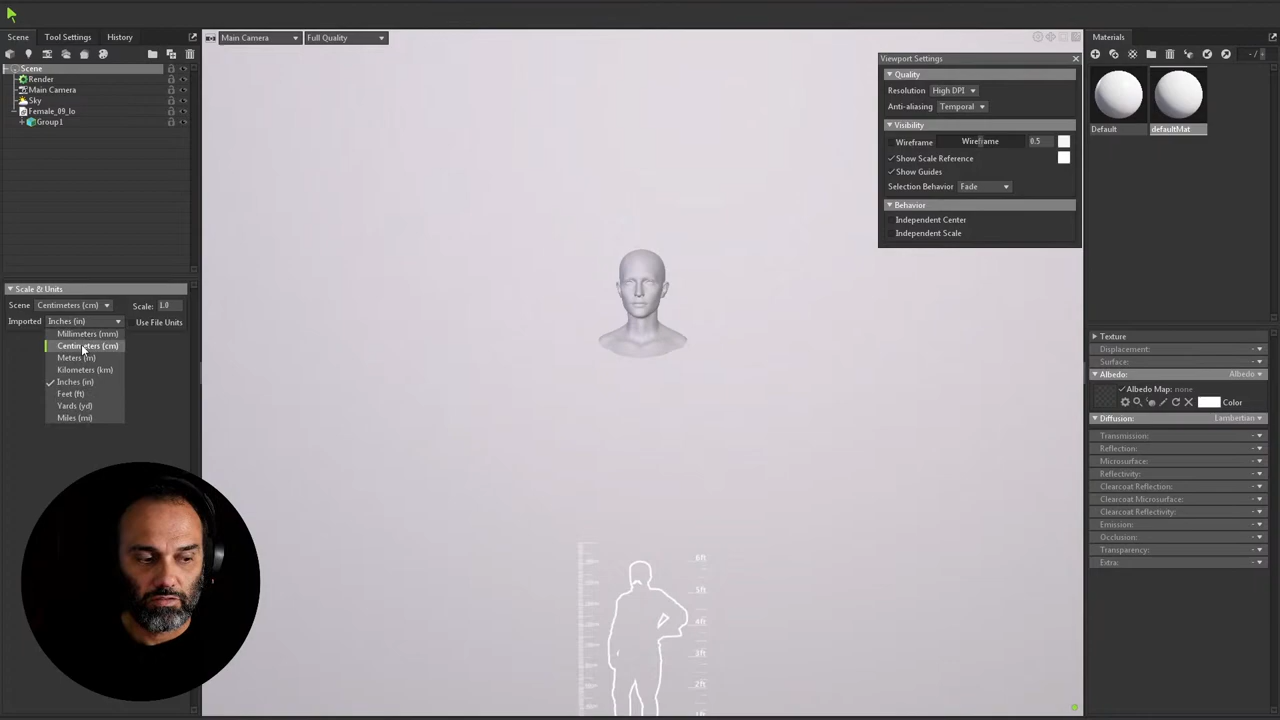 Scene Tool Settings History
Scene
Render
Main Camera
Sky
Female_09_lo
Group1
Scale & Units
Scene Centimeters (cm) Scale: 1.0
Imported Inches (in) Use File Units
Millimeters (mm)
Centimeters (cm)
Meters (m)
Kilometers (km)
Inches (in)
Feet (ft)
Yards (yd)
Miles (mi)
Main Camera Full Quality
6ft
5ft
4ft
3ft
2ft
1ft
Viewport Settings
Quality
Resolution High DPI
Anti-aliasing Temporal
Visibility
Wireframe Wireframe 0.5
Show Scale Reference
Show Guides
Selection Behavior Fade
Behavior
Independent Center
Independent Scale
Materials
- /
Default defaultMat
Texture
Displacement:
Surface:
Albedo: Albedo
Albedo Map: none
Color
Diffusion: Lambertian
Transmission: -
Reflection: -
Microsurface: -
Reflectivity: -
Clearcoat Reflection: -
Clearcoat Microsurface: -
Clearcoat Reflectivity: -
Emission: -
Occlusion: -
Transparency: -
Extra: -